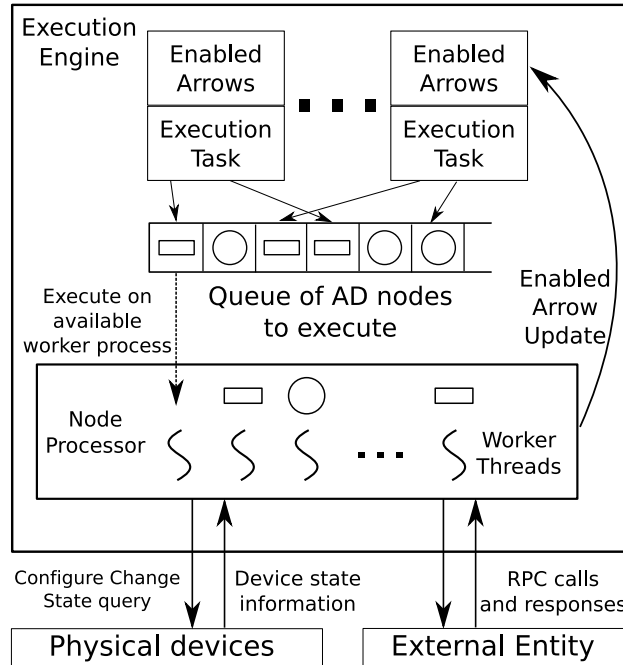 Execution
Engine
Enabled
Arrows
Execution
Task
Enabled
Arrows
Execution
Task
Queue of AD nodes
to execute
Execute on
available
worker process
Enabled
Arrow
Update
Node
Processor
Worker
Threads
Configure Change
State query
Device state
information
RPC calls
and responses
Physical devices
External Entity